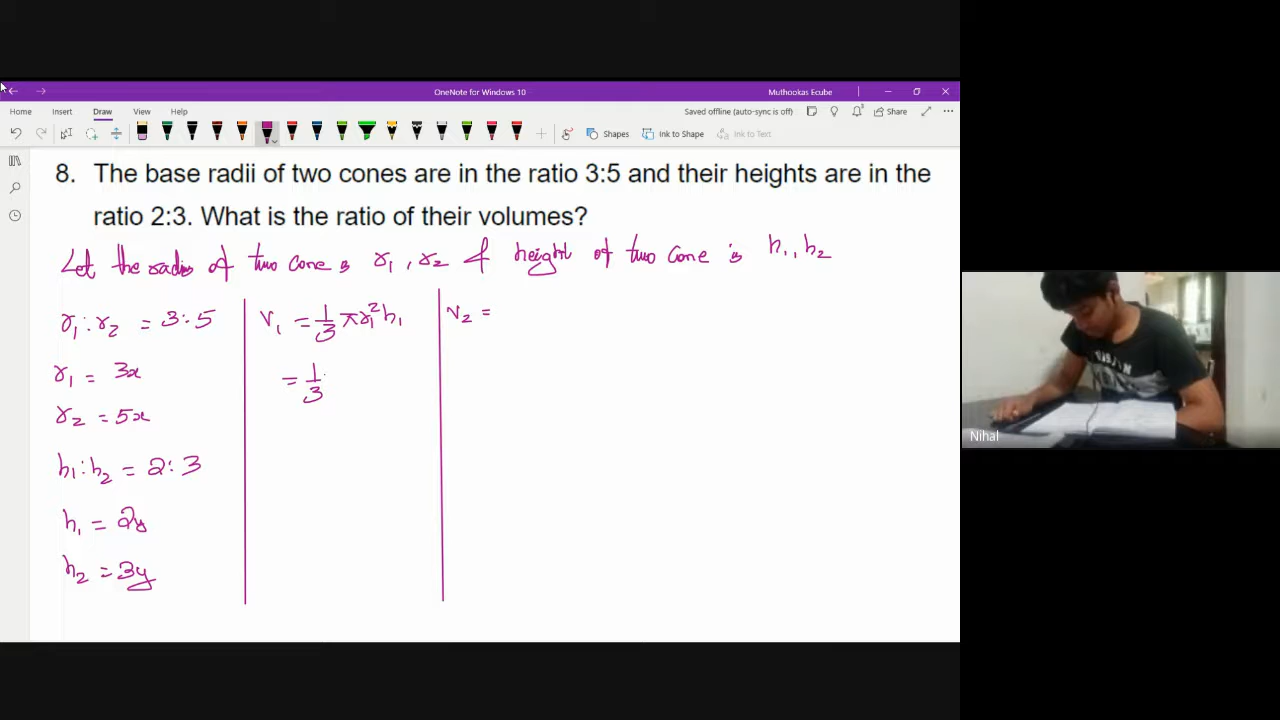 OneNote for Windows 10
Muthookas Ecube
Home Insert Draw View Help
Saved offline (auto-sync is off)
Share
Shapes
Ink to Shape
Ink to Text
8. The base radii of two cones are in the ratio 3:5 and their heights are in the
ratio 2:3. What is the ratio of their volumes?
Let the radius of two cone is r₁, r₂ & height of two cone is h₁, h₂
r₁:r₂ = 3:5
r₁ = 3x
r₂ = 5x
h₁:h₂ = 2:3
h₁ = 2y
h₂ = 3y
V₁ = 1/3 πr₁²h₁
= 1/3
V₂ =
Nihal